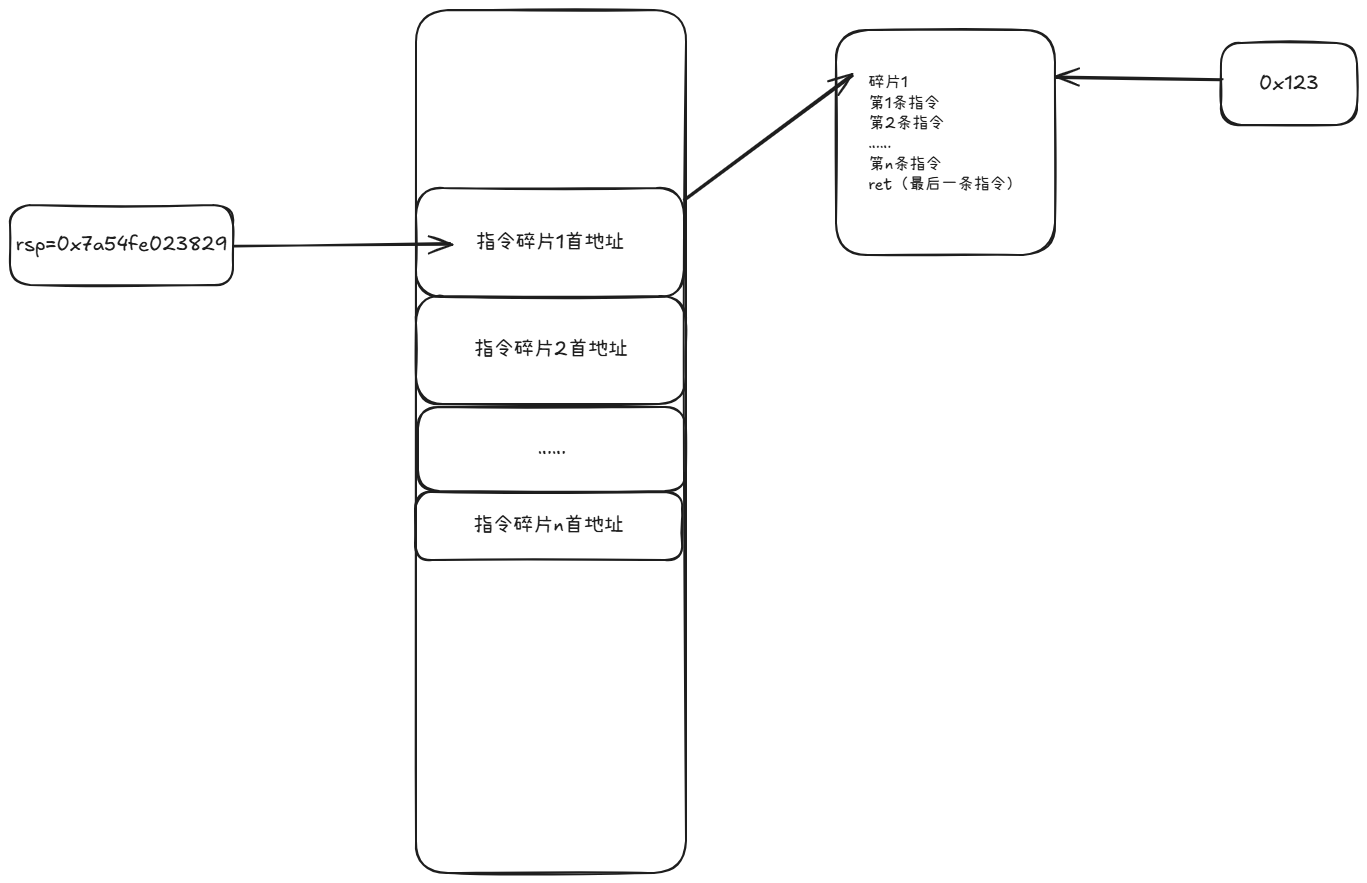 rsp=0x7a54fe023829
指令碎片1首地址
指令碎片2首地址
......
指令碎片n首地址
碎片1
第1条指令
第2条指令
......
第n条指令
ret（最后一条指令）
0x123